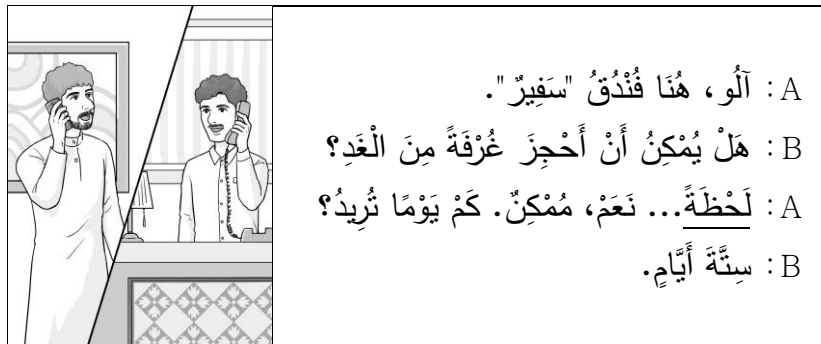 A: آلُو، هُنَا فُنْدُقُ "سَفِيرٌ".
B: هَلْ يُمْكِنُ أَنْ أَحْجِزَ غُرْفَةً مِنَ الْغَدِ؟
A: لَحْظَةً... نَعَمْ، مُمْكِنٌ. كَمْ يَوْمًا تُرِيدُ؟
B: سِتَّةَ أَيَّامٍ.